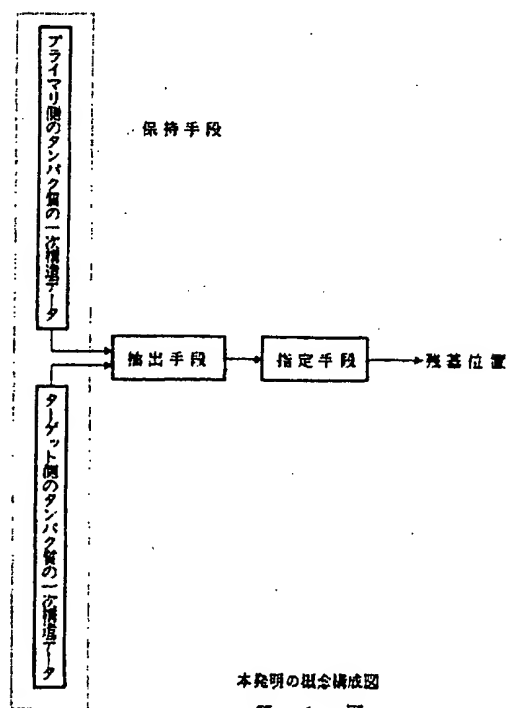 プライマリ側のタンパク質の一次構造データ
保持手段
抽出手段
指定手段
残基位置
ターゲット側のタンパク質の一次構造データ
本発明の概念構成図